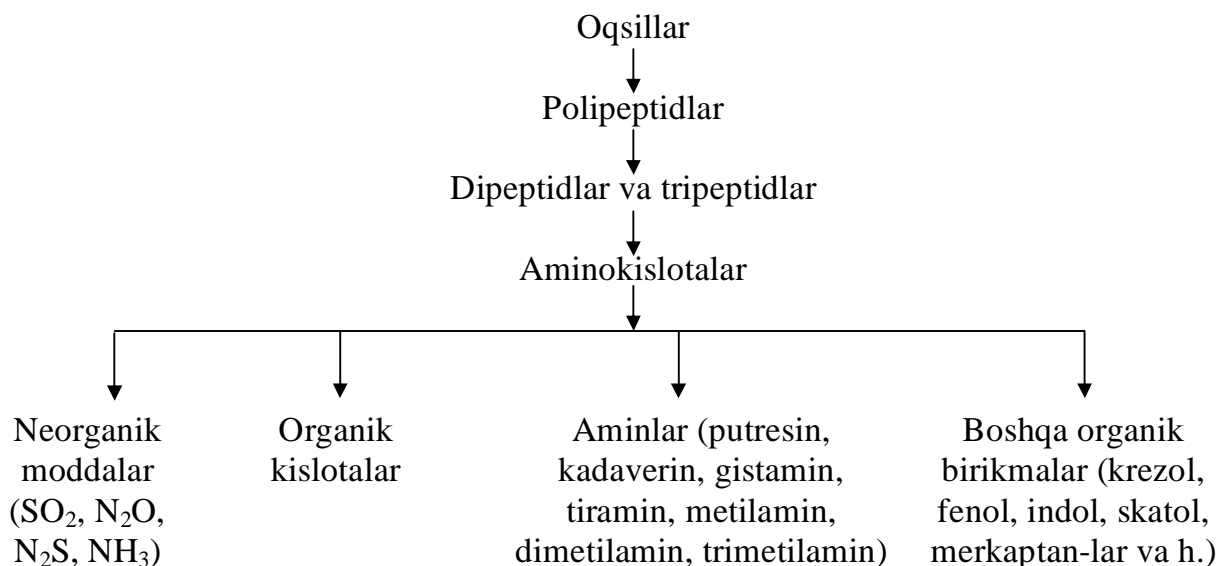 Oqsillar
Polipeptidlar
Dipeptidlar va tripeptidlar
Aminokislotalar
Neorganik
moddalar
(SO₂, N₂O,
N₂S, NH₃)
Organik
kislotalar
Aminlar (putresin,
kadaverin, gistamin,
tiramin, metilamin,
dimetilamin, trimetilamin)
Boshqa organik
birikmalar (krezol,
fenol, indol, skatol,
merkaptan-lar va h.)